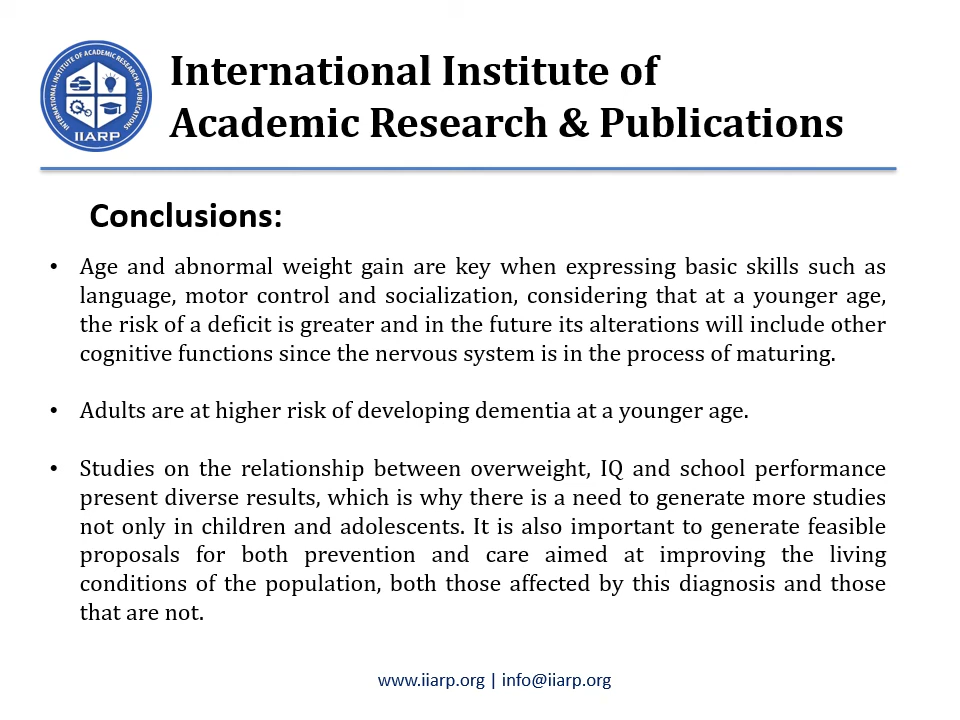 INTERNATIONAL INSTITUTE OF ACADEMIC RESEARCH & PUBLICATIONS
IIARP
International Institute of
Academic Research & Publications
Conclusions:
• Age and abnormal weight gain are key when expressing basic skills such as
language, motor control and socialization, considering that at a younger age,
the risk of a deficit is greater and in the future its alterations will include other
cognitive functions since the nervous system is in the process of maturing.
• Adults are at higher risk of developing dementia at a younger age.
• Studies on the relationship between overweight, IQ and school performance
present diverse results, which is why there is a need to generate more studies
not only in children and adolescents. It is also important to generate feasible
proposals for both prevention and care aimed at improving the living
conditions of the population, both those affected by this diagnosis and those
that are not.
www.iiarp.org | info@iiarp.org